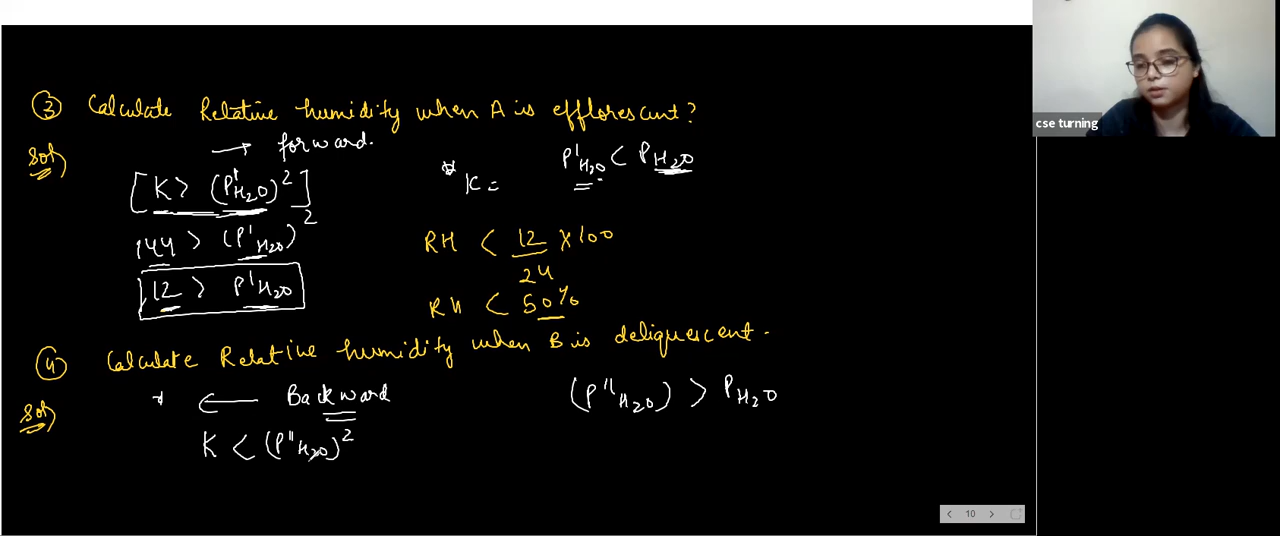 ③ Calculate Relative humidity when A is efflorescent?
Sol → forward.
P'H₂O < PH₂O
[K > (P'H₂O)²]
* K =
144 > (P'H₂O)²
RH < 12/24 × 100
12 > P'H₂O
RH < 50%
④ Calculate Relative humidity when B is deliquescent.
Sol * ← Backward
(P''H₂O) > PH₂O
K < (P''H₂O)²
cse turning
< 10 >